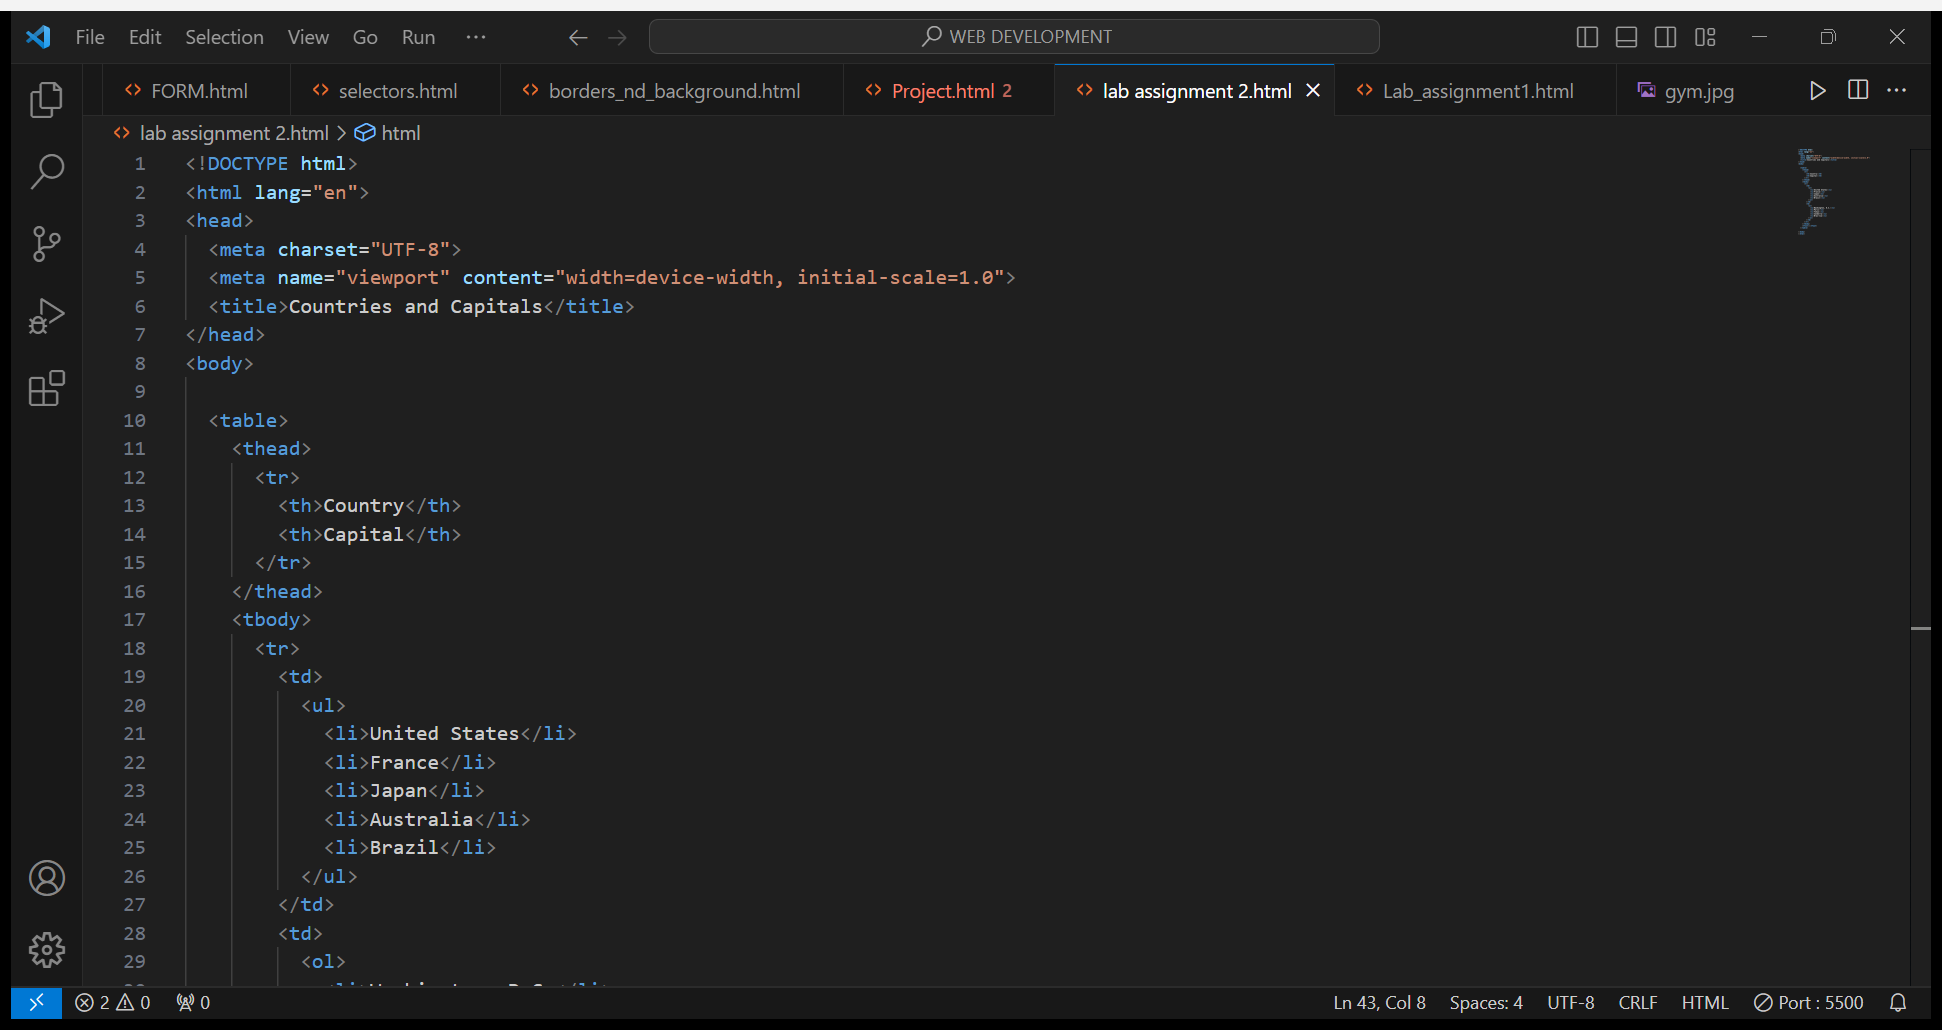 File Edit Selection View Go Run ··· WEB DEVELOPMENT
FORM.html selectors.html borders_nd_background.html Project.html 2 lab assignment 2.html Lab_assignment1.html gym.jpg
lab assignment 2.html > html
1 <!DOCTYPE html>
2 <html lang="en">
3 <head>
4 <meta charset="UTF-8">
5 <meta name="viewport" content="width=device-width, initial-scale=1.0">
6 <title>Countries and Capitals</title>
7 </head>
8 <body>
9
10 <table>
11 <thead>
12 <tr>
13 <th>Country</th>
14 <th>Capital</th>
15 </tr>
16 </thead>
17 <tbody>
18 <tr>
19 <td>
20 <ul>
21 <li>United States</li>
22 <li>France</li>
23 <li>Japan</li>
24 <li>Australia</li>
25 <li>Brazil</li>
26 </ul>
27 </td>
28 <td>
29 <ol>
2 0 0 Ln 43, Col 8 Spaces: 4 UTF-8 CRLF HTML Port : 5500